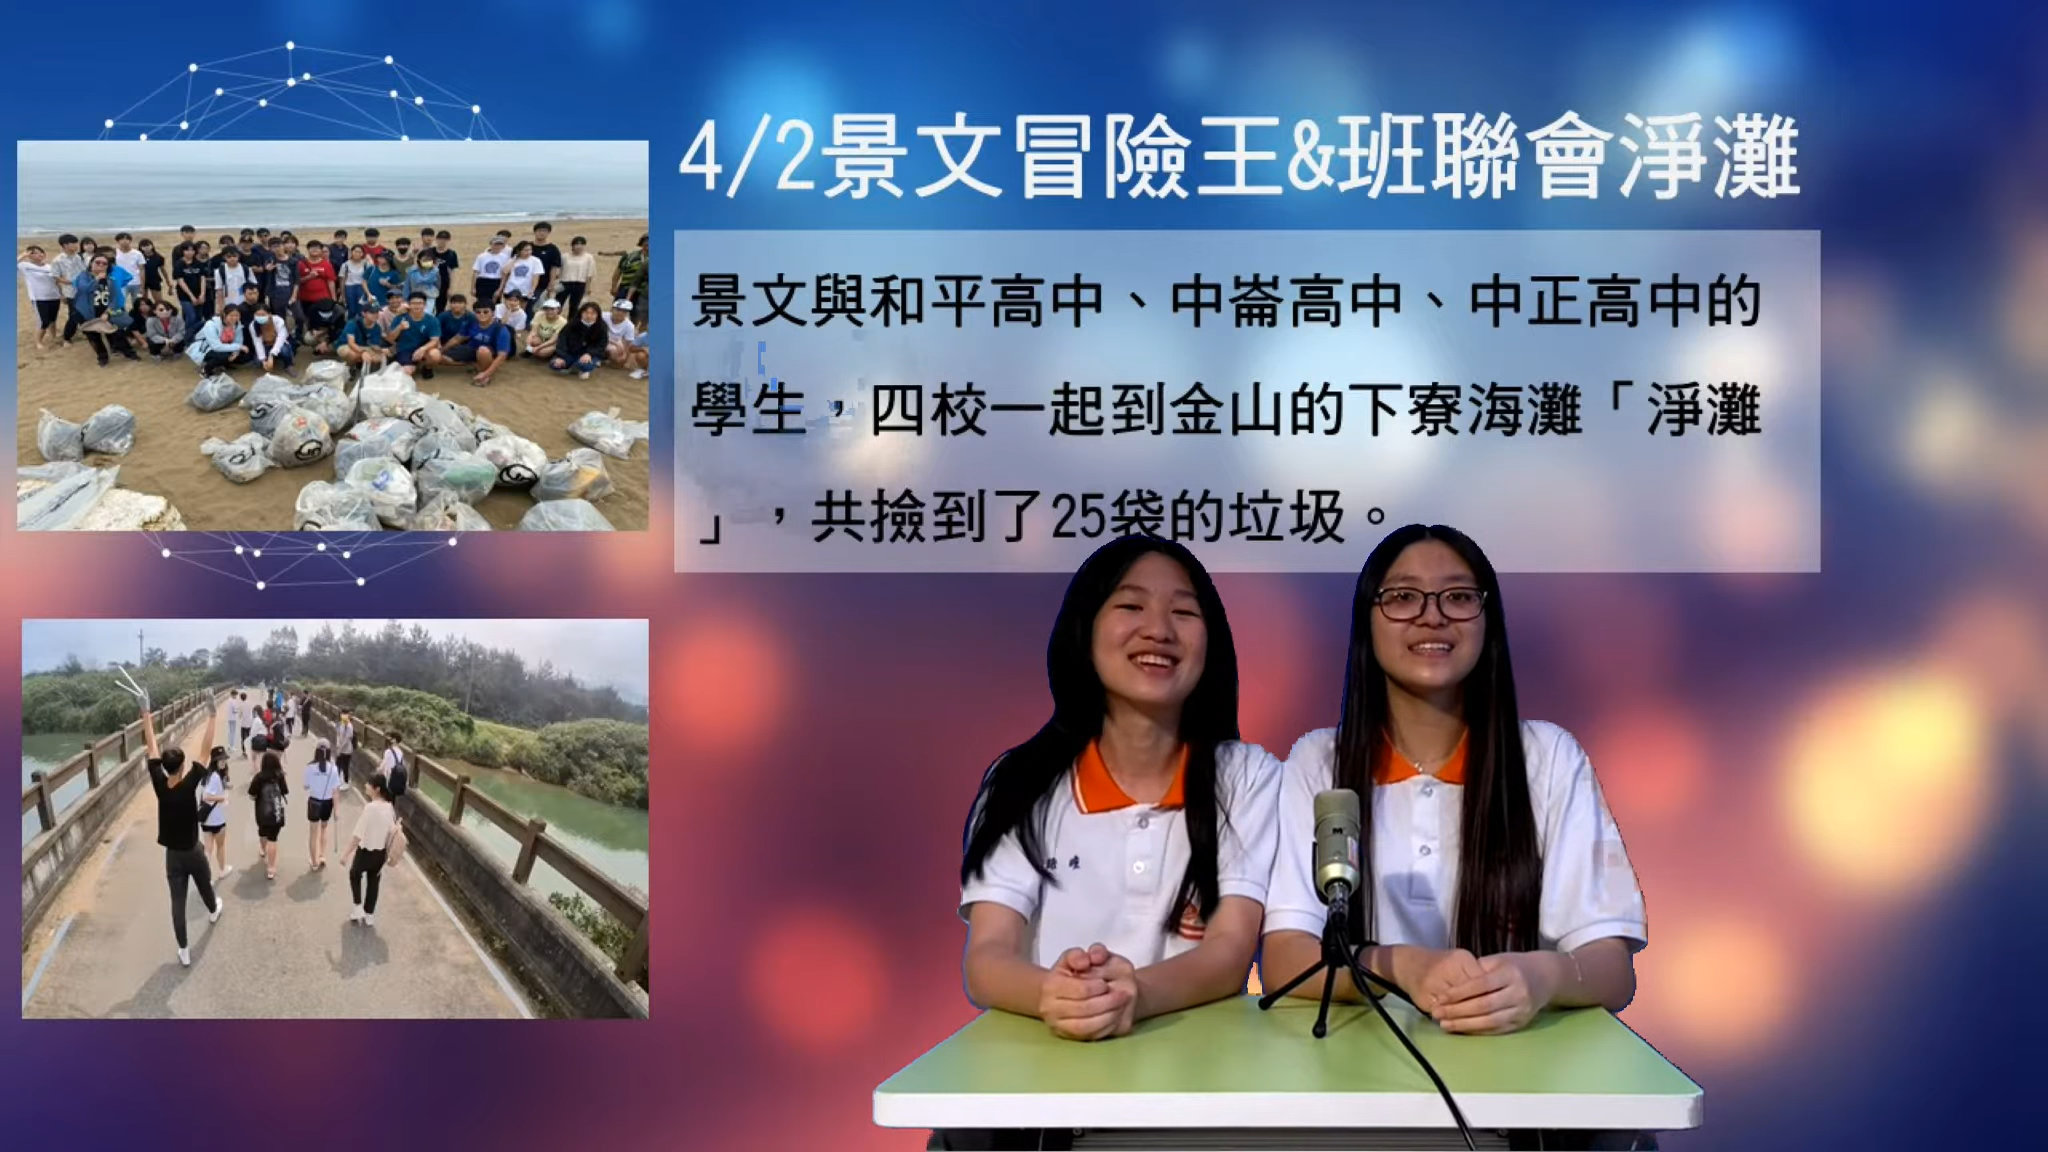 4/2景文冒險王&班聯會淨灘
景文與和平高中、中崙高中、中正高中的
學生，四校一起到金山的下寮海灘「淨灘
」，共撿到了25袋的垃圾。